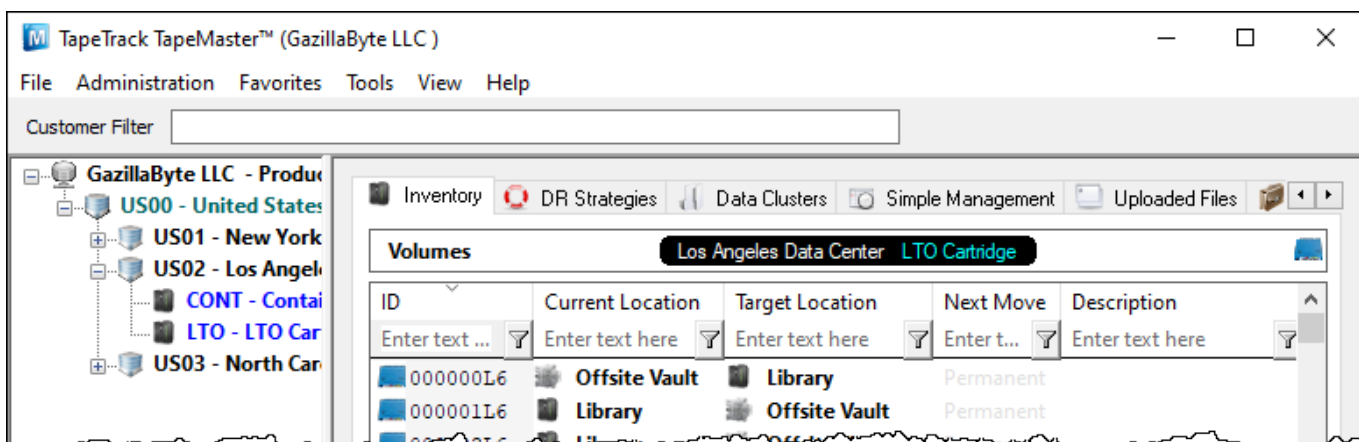 TapeTrack TapeMaster™ (GazillaByte LLC )
File Administration Favorites Tools View Help
Customer Filter
GazillaByte LLC - Produc
US00 - United States
US01 - New York
US02 - Los Angel
CONT - Contai
LTO - LTO Car
US03 - North Car
Inventory DR Strategies Data Clusters Simple Management Uploaded Files
Volumes Los Angeles Data Center LTO Cartridge
ID Current Location Target Location Next Move Description
Enter text ... Enter text here Enter text here Enter t... Enter text here
000000L6 Offsite Vault Library Permanent
000001L6 Library Offsite Vault Permanent